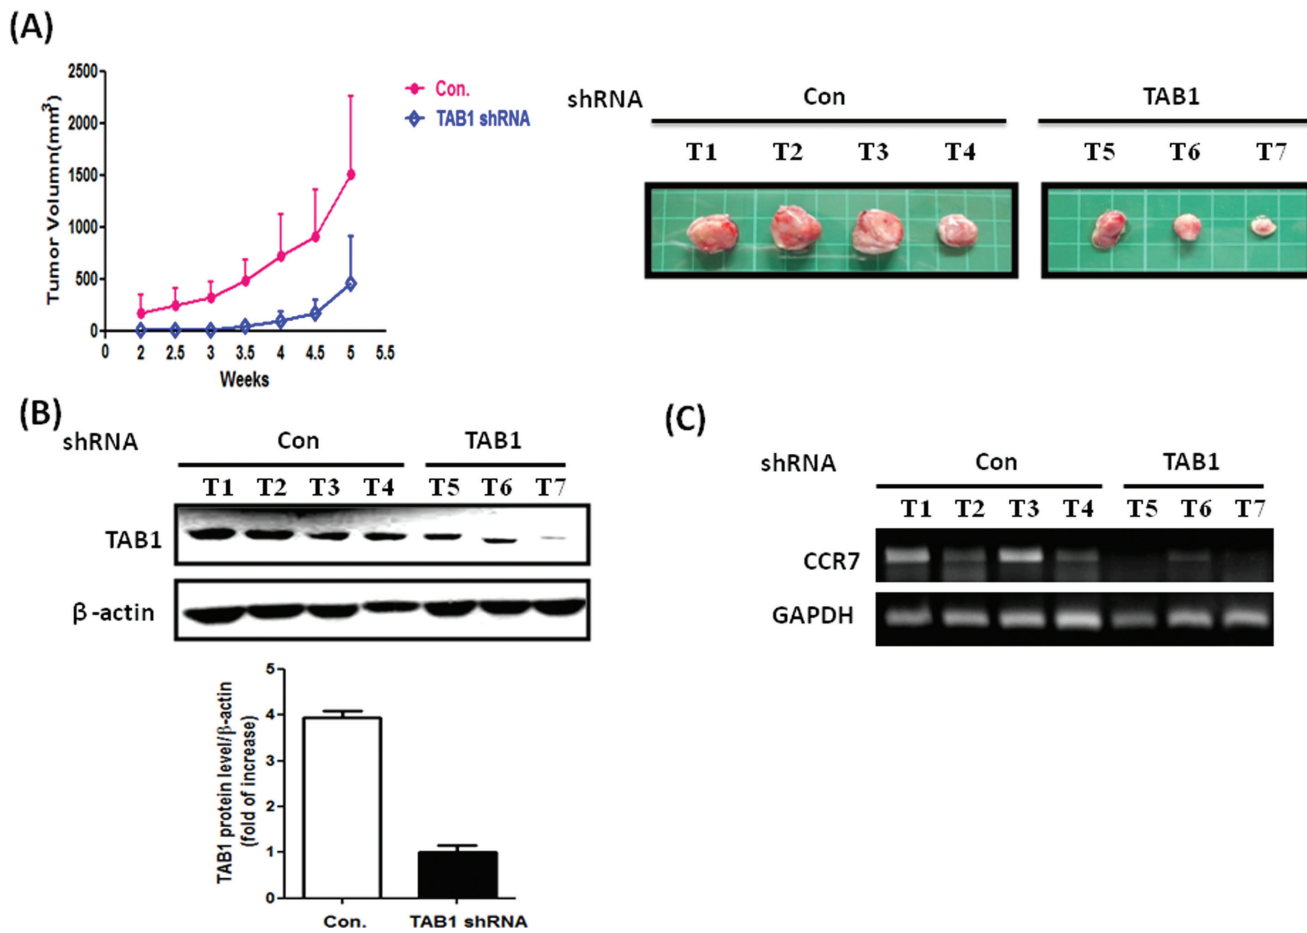 (A)
2500
2000
1500
1000
500
0
Tumor Volumn(mm3)
0 2 2.5 3 3.5 4 4.5 5 5.5
Weeks
Con.
TAB1 shRNA
shRNA Con TAB1
T1 T2 T3 T4 T5 T6 T7
(B)
shRNA Con TAB1
T1 T2 T3 T4 T5 T6 T7
TAB1
β-actin
5
4
3
2
1
0
TAB1 protein level/β-actin
(fold of increase)
Con. TAB1 shRNA
(C)
shRNA Con TAB1
T1 T2 T3 T4 T5 T6 T7
CCR7
GAPDH